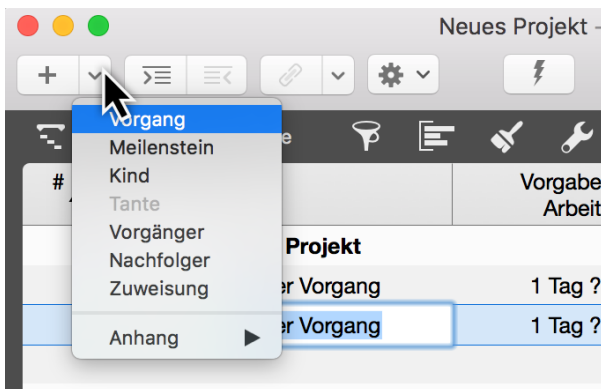 Neues Projekt –
Vorgang
Meilenstein
Kind
Tante
Vorgänger
Nachfolger
Zuweisung
Anhang
#
Vorgabe
Arbeit
Projekt
er Vorgang
1 Tag ?
er Vorgang
1 Tag ?